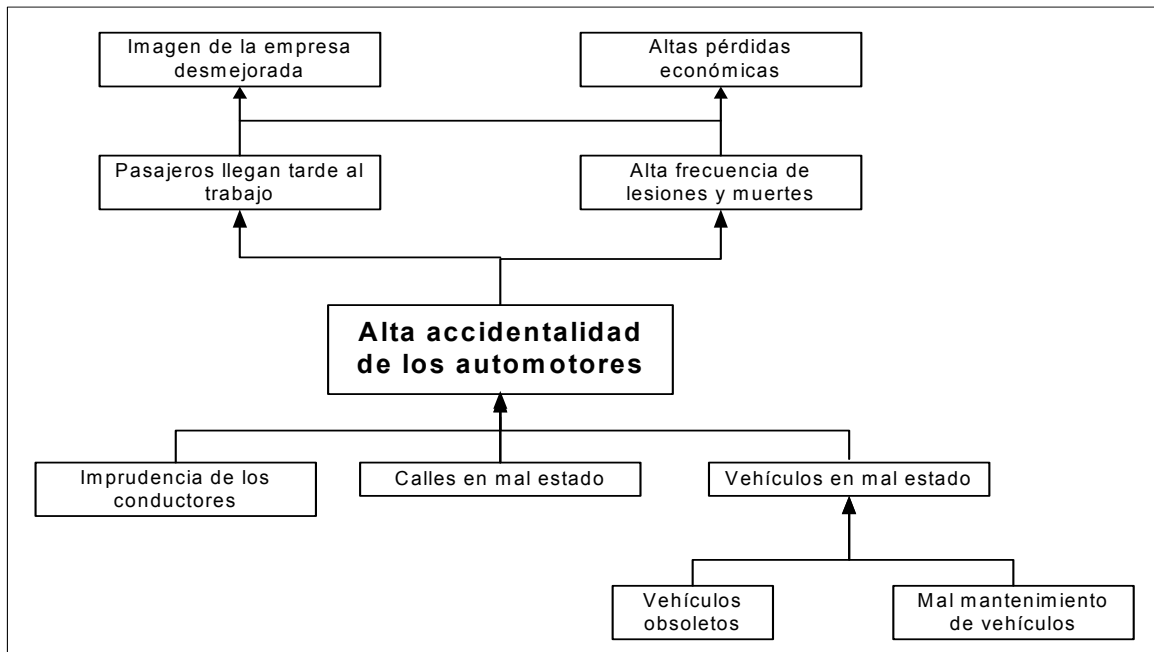 Imagen de la empresa
desmejorada
Altas pérdidas
económicas
Pasajeros llegan tarde al
trabajo
Alta frecuencia de
lesiones y muertes
Alta accidentalidad
de los automotores
Imprudencia de los
conductores
Calles en mal estado
Vehículos en mal estado
Vehículos
obsoletos
Mal mantenimiento
de vehículos